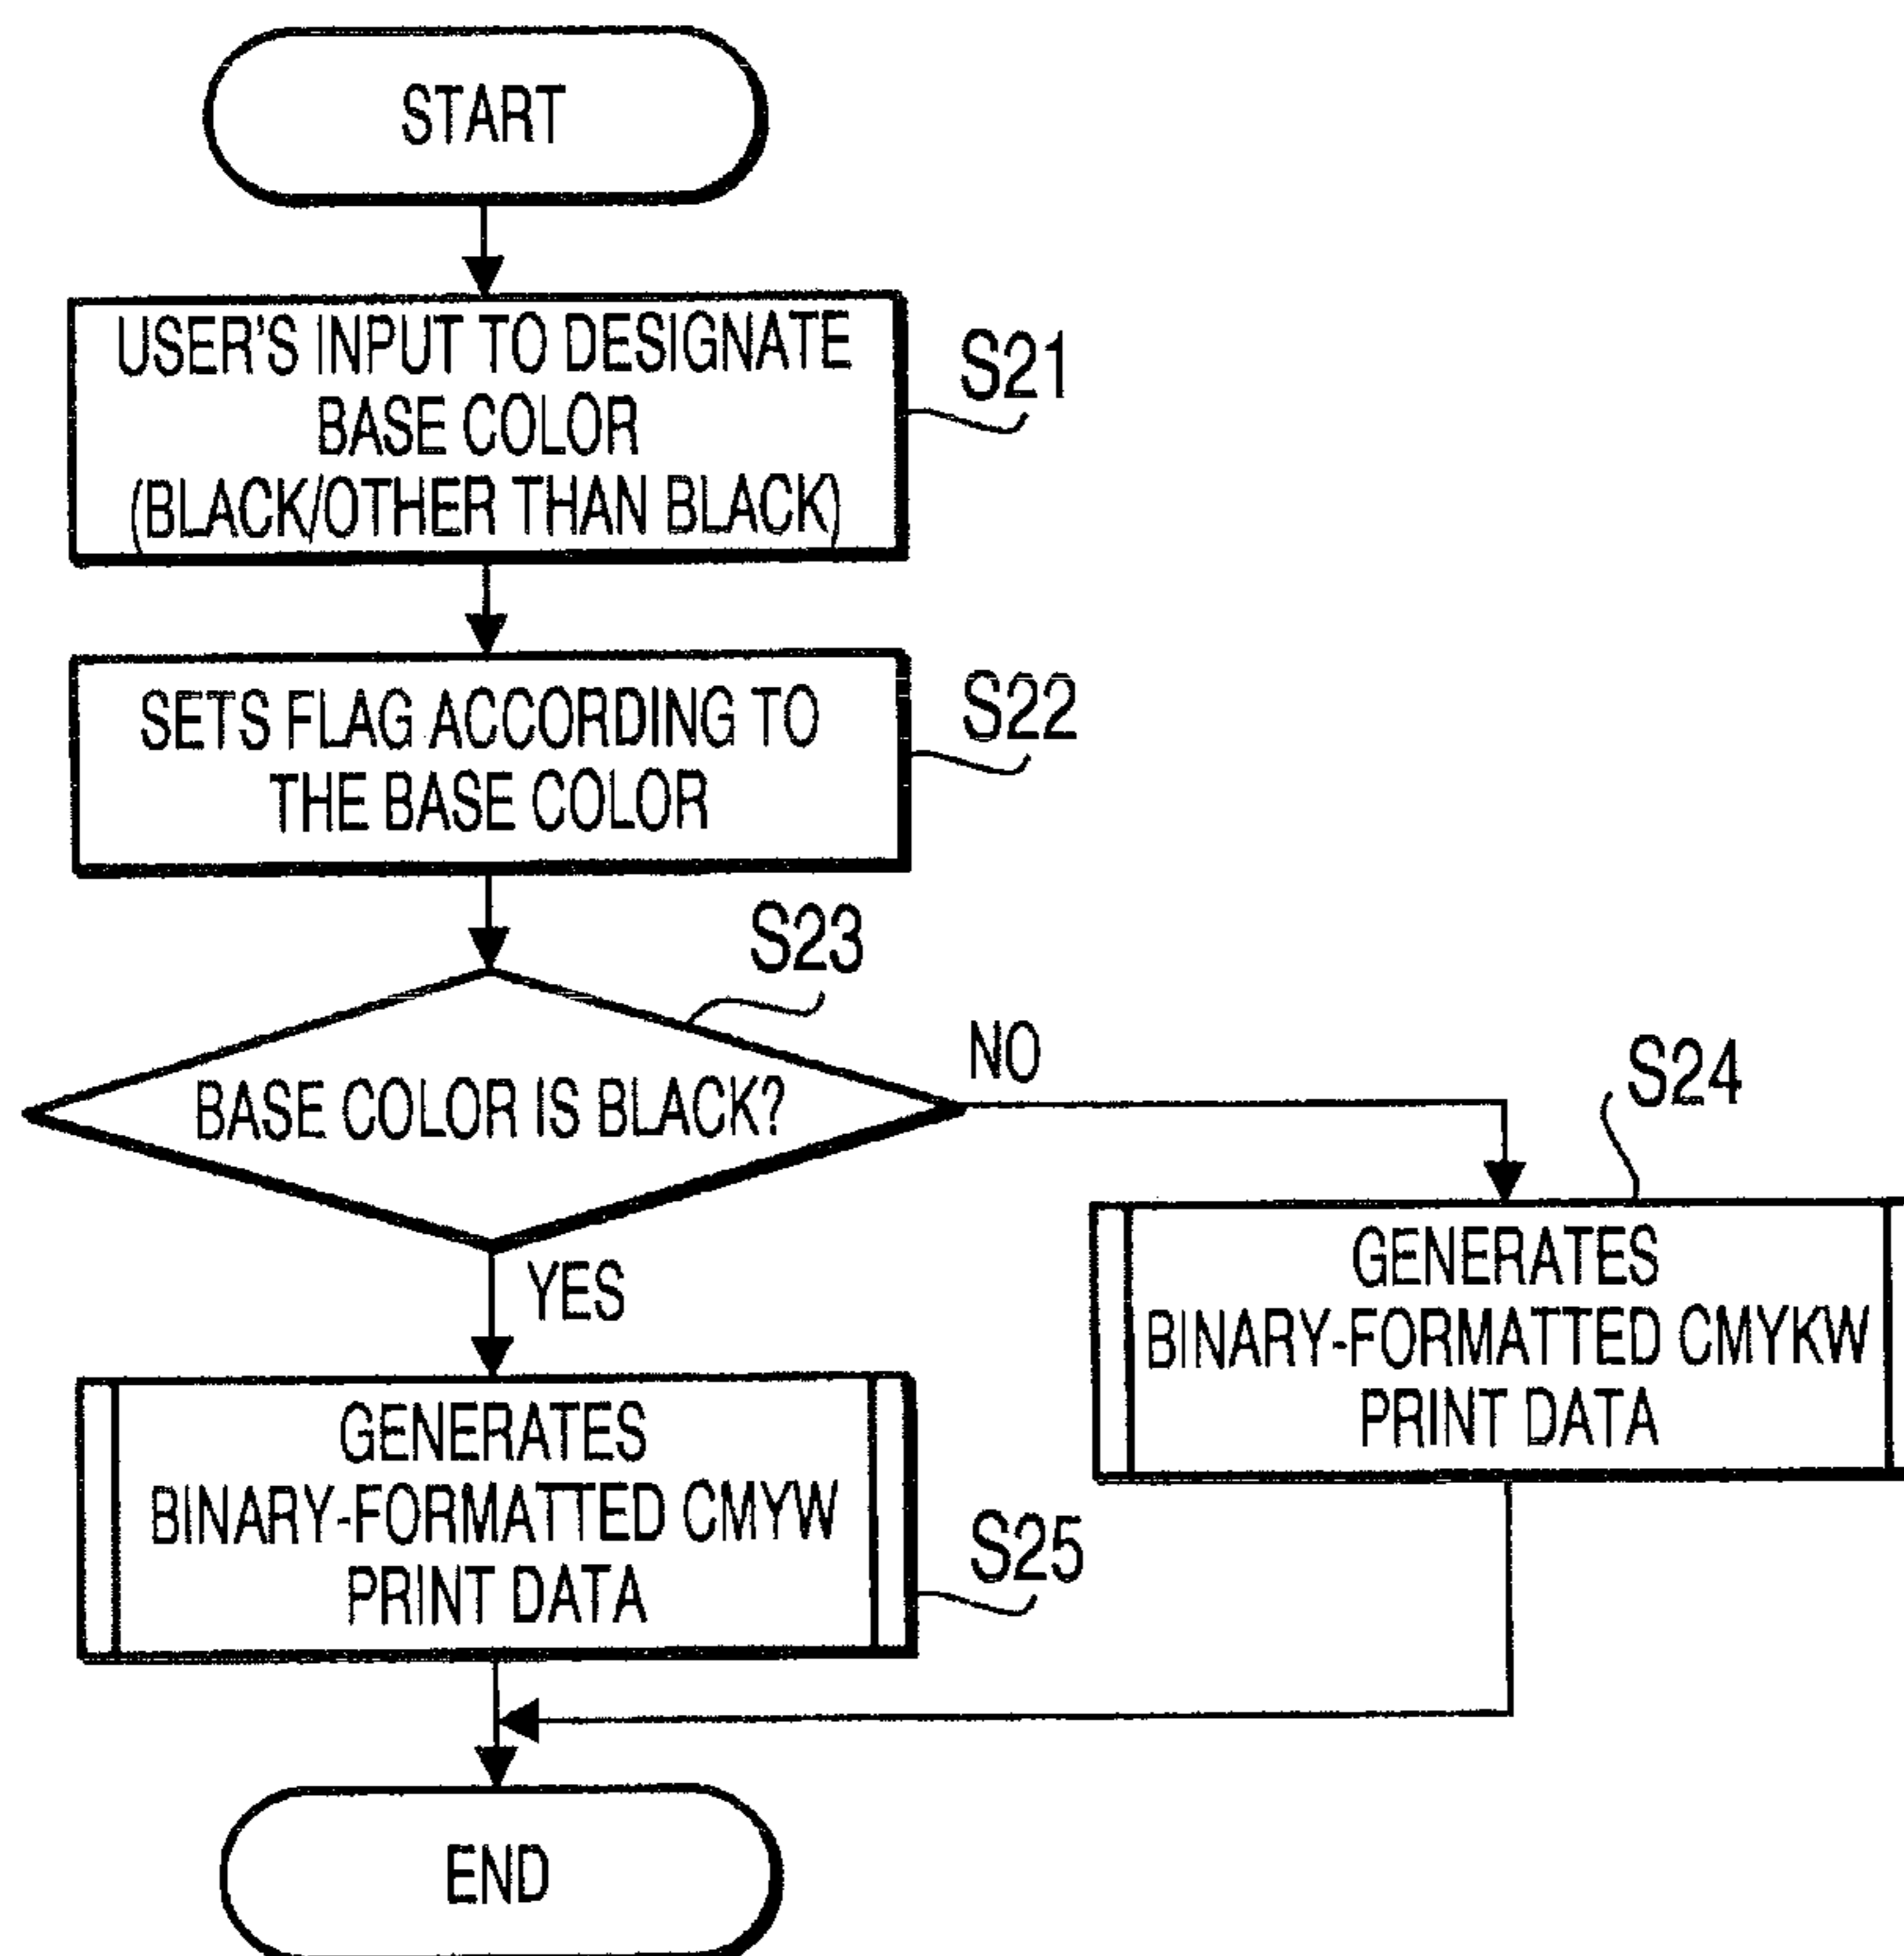 START
USER'S INPUT TO DESIGNATE
BASE COLOR
(BLACK/OTHER THAN BLACK)
S21
SETS FLAG ACCORDING TO
THE BASE COLOR
S22
S23
BASE COLOR IS BLACK?
NO
YES
S24
GENERATES
BINARY-FORMATTED CMYKW
PRINT DATA
GENERATES
BINARY-FORMATTED CMYW
PRINT DATA
S25
END